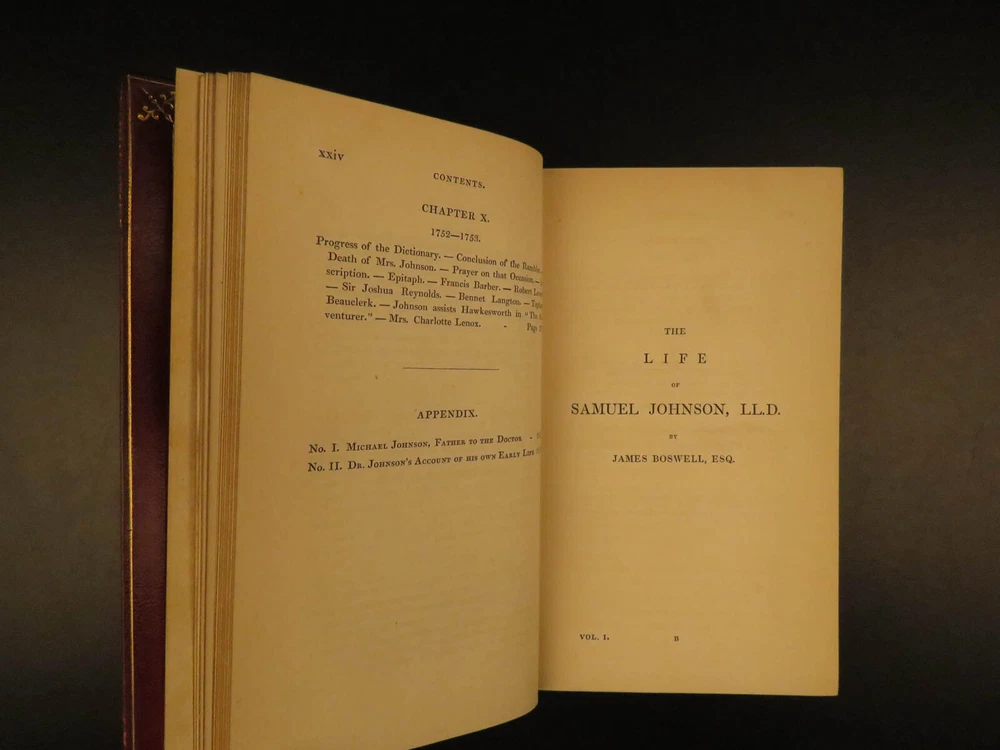 xxiv
CONTENTS.
CHAPTER X.
1752—1753.
Progress of the Dictionary. — Conclusion of the
Death of Mrs. Johnson. — Prayer on that Occasion. —
scription. — Epitaph. — Francis Barber. — Robert
— Sir Joshua Reynolds. — Bennet Langton. —
Beauclerk. — Johnson assists Hawkesworth in "The
venturer." — Mrs. Charlotte Lenox. - Page
APPENDIX.
No. I. Michael Johnson, Father to the Doctor -
No. II. Dr. Johnson's Account of his own Early Life
THE
LIFE
OF
SAMUEL JOHNSON, LL.D.
BY
JAMES BOSWELL, ESQ.
VOL. I. B